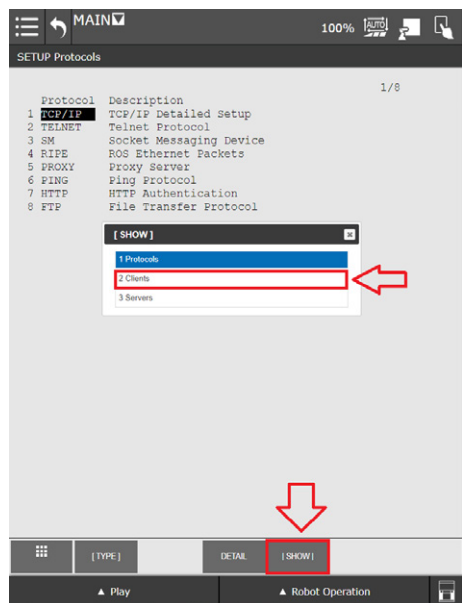 MAIN
100% AUTO
SETUP Protocols
1/8
Protocol Description
1 TCP/IP TCP/IP Detailed Setup
2 TELNET Telnet Protocol
3 SM Socket Messaging Device
4 RIPE ROS Ethernet Packets
5 PROXY Proxy Server
6 PING Ping Protocol
7 HTTP HTTP Authentication
8 FTP File Transfer Protocol
[ SHOW ]
1 Protocols
2 Clients
3 Servers
[ TYPE ] DETAIL [ SHOW ]
▲ Play ▲ Robot Operation